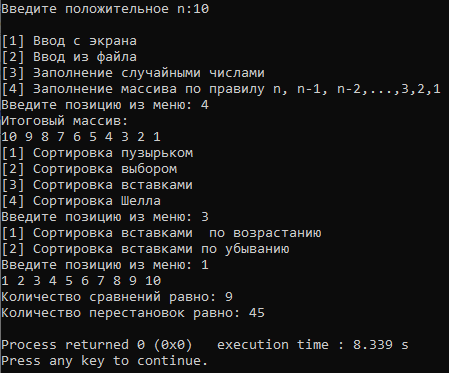 Введите положительное n:10
[1] Ввод с экрана
[2] Ввод из файла
[3] Заполнение случайными числами
[4] Заполнение массива по правилу n, n-1, n-2,...,3,2,1
Введите позицию из меню: 4
Итоговый массив:
10 9 8 7 6 5 4 3 2 1
[1] Сортировка пузырьком
[2] Сортировка выбором
[3] Сортировка вставками
[4] Сортировка Шелла
Введите позицию из меню: 3
[1] Сортировка вставками  по возрастанию
[2] Сортировка вставками по убыванию
Введите позицию из меню: 1
1 2 3 4 5 6 7 8 9 10
Количество сравнений равно: 9
Количество перестановок равно: 45
Process returned 0 (0x0)   execution time : 8.339 s
Press any key to continue.